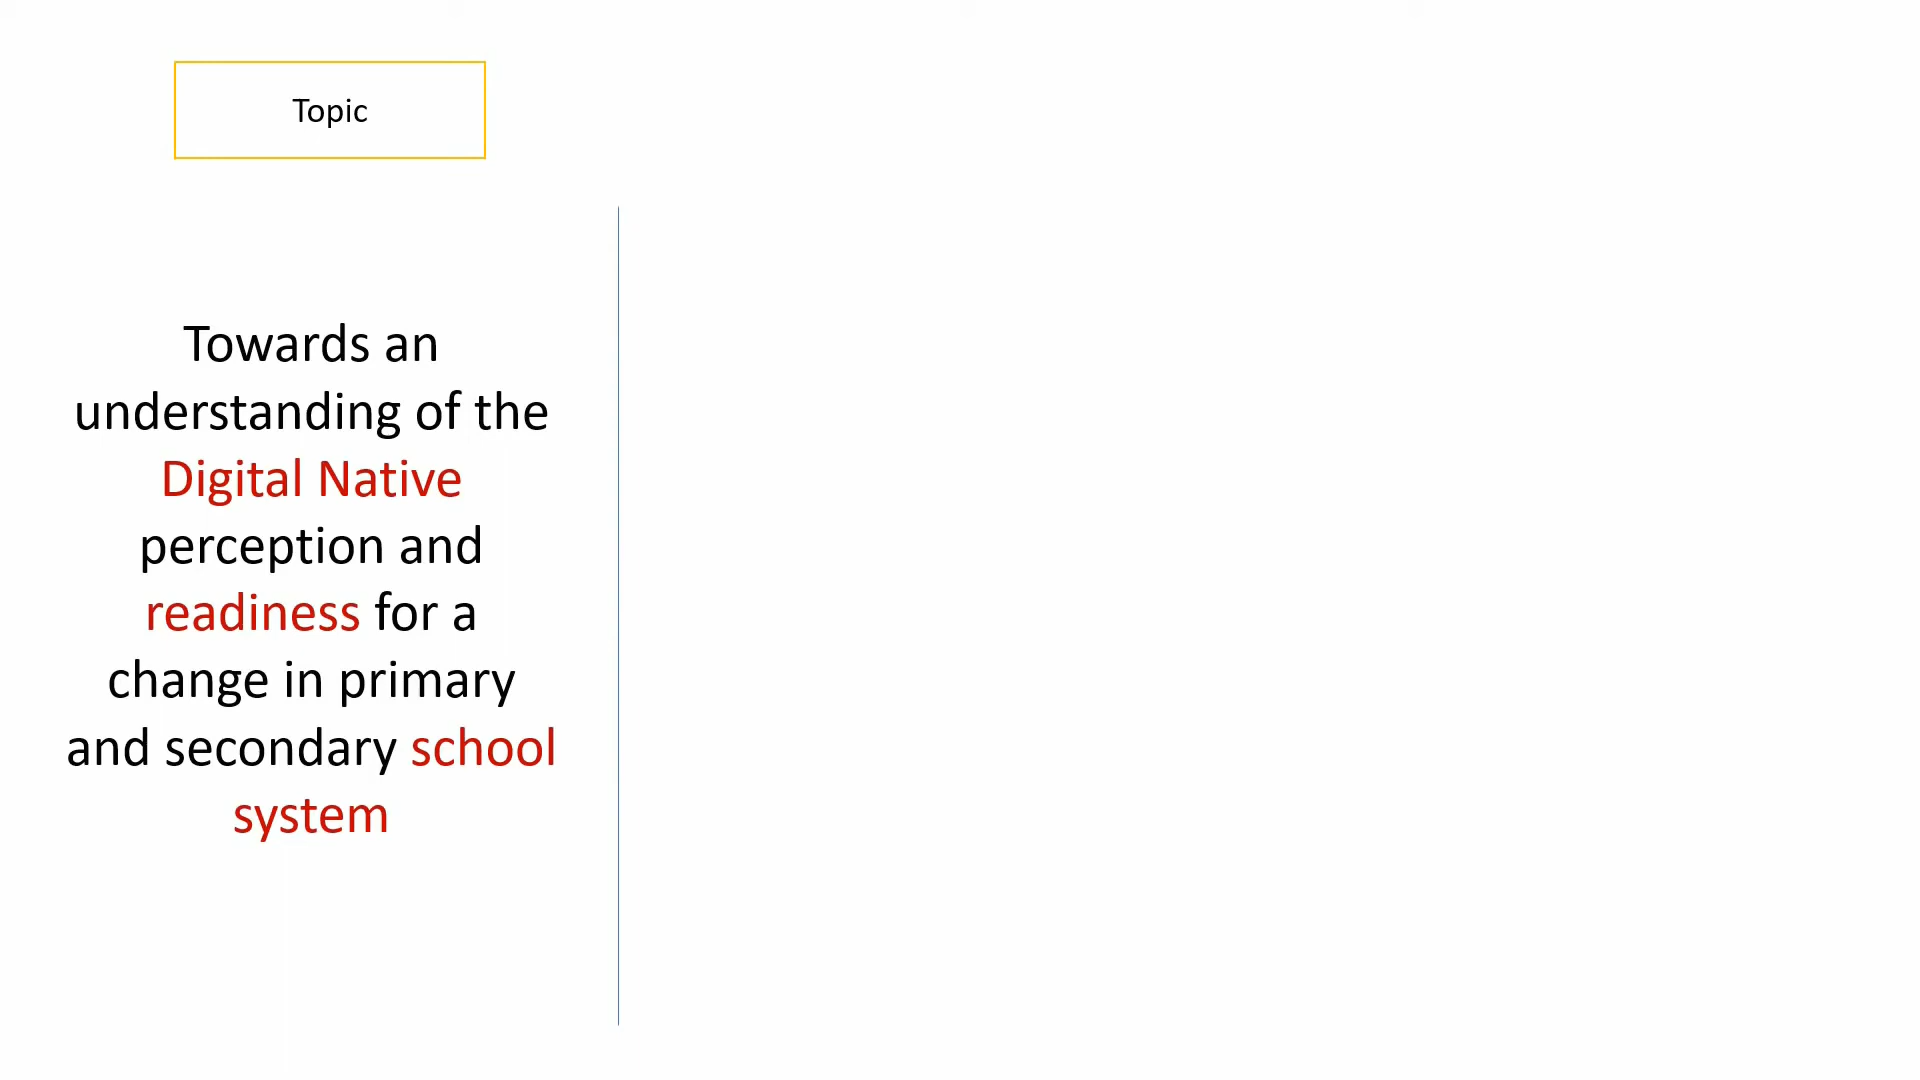 Topic
Towards an
understanding of the
Digital Native
perception and
readiness for a
change in primary
and secondary school
system